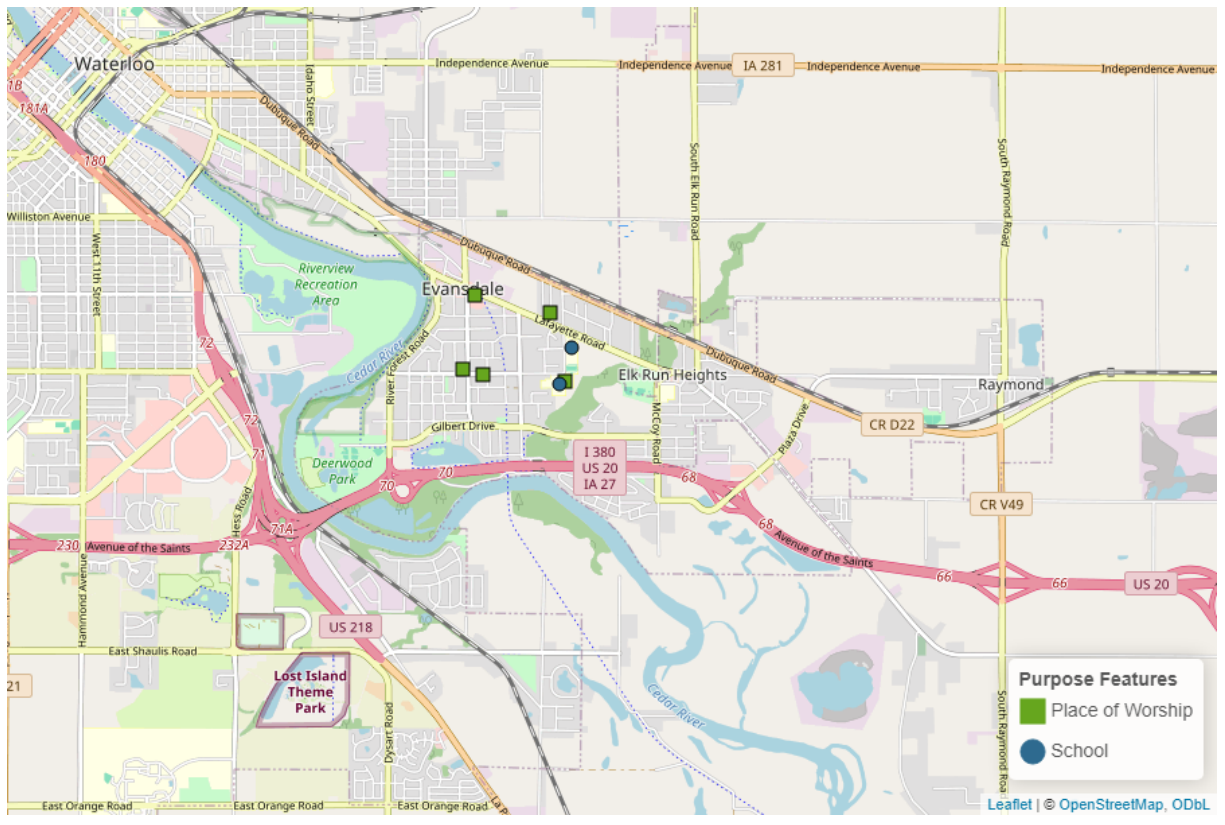 Waterloo
1B
181A
180
Idaho Street
Dubuque Road
Independence Avenue
Independence Avenue
IA 281
Independence Avenue
Independence Avenue
Williston Avenue
West 11th Street
Riverview
Recreation
Area
South Elk Run Road
South Raymond Road
Dubuque Road
Evansdale
Lafayette Road
Cedar River
River Forest Road
72
Dubuque Road
Elk Run Heights
Raymond
72
71
Gilbert Drive
McCoy Road
Plaza Drive
CR D22
Deerwood
Park
70
70
I 380
US 20
IA 27
68
68
CR V49
Hess Road
71A
230
Avenue of the Saints
232A
Avenue of the Saints
66
66
US 20
Hammond Avenue
US 218
East Shaulis Road
21
Lost Island
Theme
Park
Cedar River
Dysart Road
South Raymond Roa
Purpose Features
Place of Worship
School
East Orange Road
East Orange Road
East Orange Road
La P
Leaflet | © OpenStreetMap, ODbL